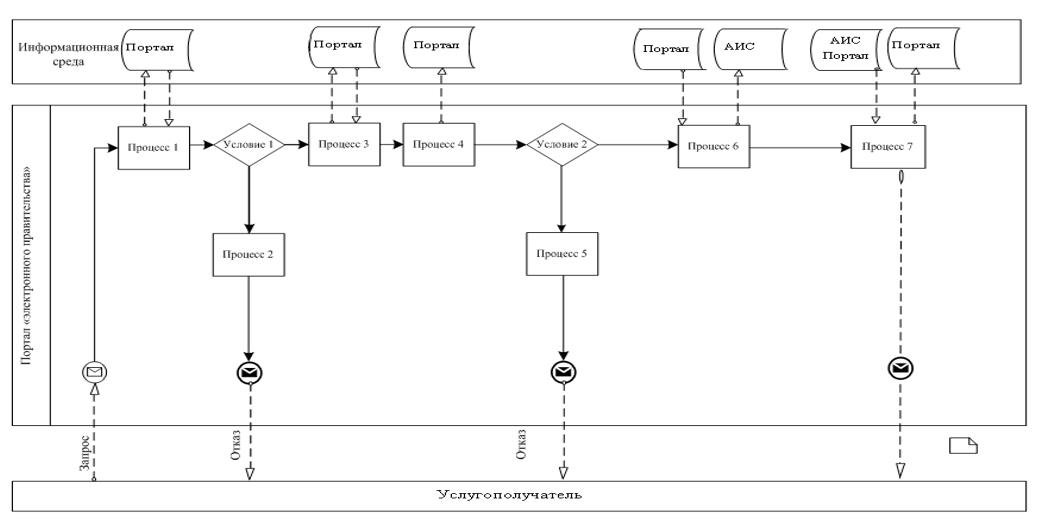 Информационная
среда
Портал
Портал
Портал
Портал
АИС
АИС
Портал
Портал
Портал «электронного правительства»
Процесс 1
Условие 1
Процесс 3
Процесс 4
Условие 2
Процесс 6
Процесс 7
Процесс 2
Процесс 5
Запрос
Отказ
Отказ
Услугополучатель